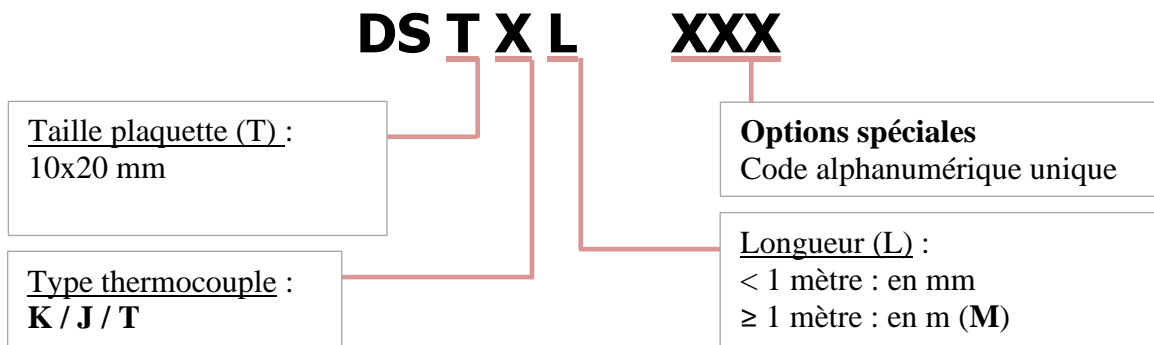 DS T X L XXX
Taille plaquette (T) :
10x20 mm
Options spéciales
Code alphanumérique unique
Type thermocouple :
K / J / T
Longueur (L) :
< 1 mètre : en mm
≥ 1 mètre : en m (M)